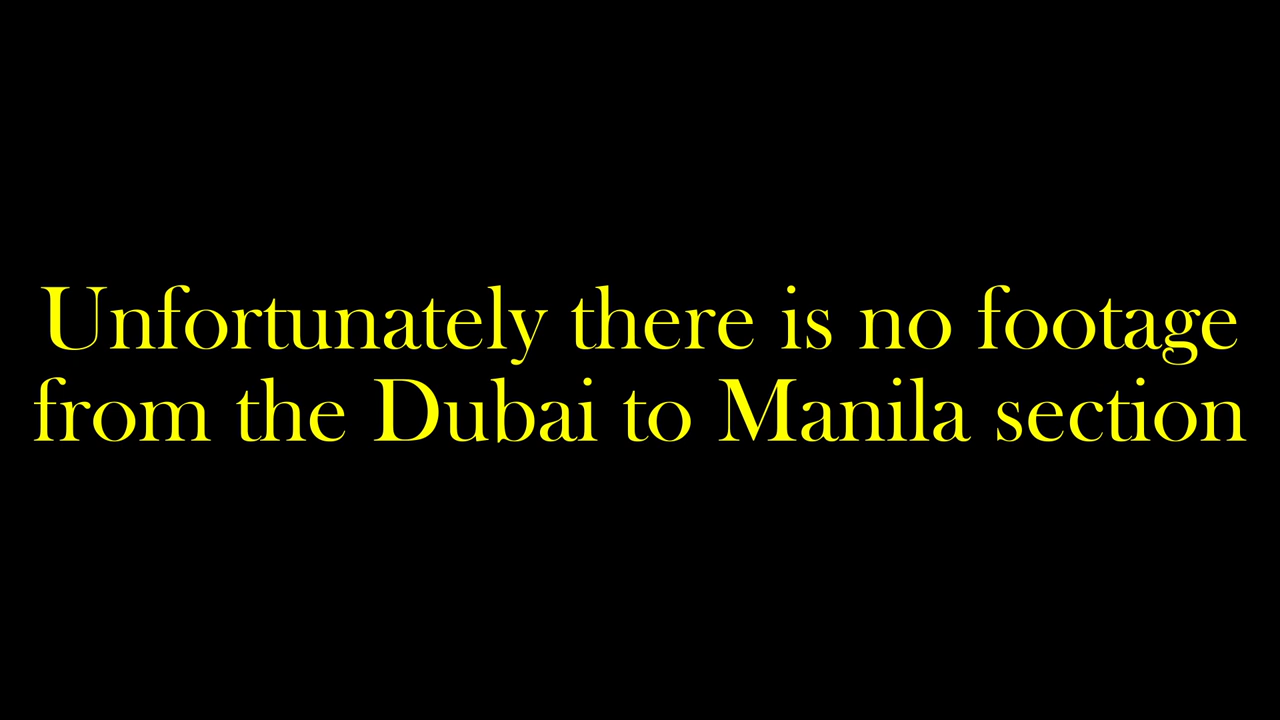 Unfortunately there is no footage
from the Dubai to Manila section